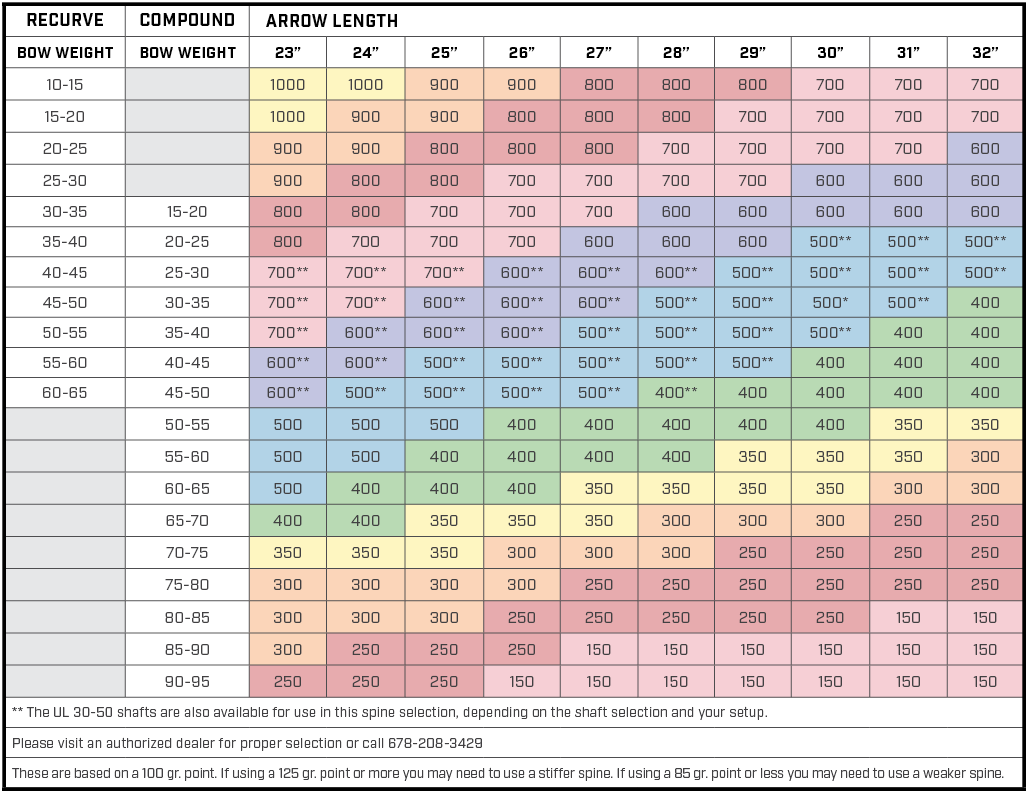 RECURVE COMPOUND ARROW LENGTH
BOW WEIGHT BOW WEIGHT 23” 24” 25” 26” 27” 28” 29” 30” 31” 32”
10-15 1000 1000 900 900 800 800 800 700 700 700
15-20 1000 900 900 800 800 800 700 700 700 700
20-25 900 900 800 800 800 700 700 700 700 600
25-30 900 800 800 700 700 700 700 600 600 600
30-35 15-20 800 800 700 700 700 600 600 600 600 600
35-40 20-25 800 700 700 700 600 600 600 500** 500** 500**
40-45 25-30 700** 700** 700** 600** 600** 600** 500** 500** 500** 500**
45-50 30-35 700** 700** 600** 600** 600** 500** 500** 500* 500** 400
50-55 35-40 700** 600** 600** 600** 500** 500** 500** 500** 400 400
55-60 40-45 600** 600** 500** 500** 500** 500** 500** 400 400 400
60-65 45-50 600** 500** 500** 500** 500** 400** 400 400 400 400
50-55 500 500 500 400 400 400 400 400 350 350
55-60 500 500 400 400 400 400 350 350 350 300
60-65 500 400 400 400 350 350 350 350 300 300
65-70 400 400 350 350 350 300 300 300 250 250
70-75 350 350 350 300 300 300 250 250 250 250
75-80 300 300 300 300 250 250 250 250 250 250
80-85 300 300 300 250 250 250 250 250 150 150
85-90 300 250 250 250 150 150 150 150 150 150
90-95 250 250 250 150 150 150 150 150 150 150
** The UL 30-50 shafts are also available for use in this spine selection, depending on the shaft selection and your setup.
Please visit an authorized dealer for proper selection or call 678-208-3429
These are based on a 100 gr. point. If using a 125 gr. point or more you may need to use a stiffer spine. If using a 85 gr. point or less you may need to use a weaker spine.